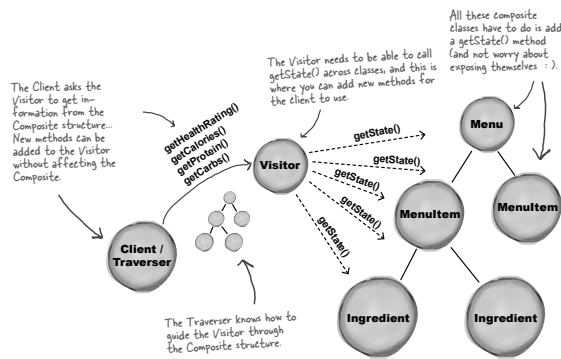 All these composite
classes have to do is add
a getState() method
(and not worry about
exposing themselves : ).
The Visitor needs to be able to call
getState() across classes, and this is
where you can add new methods for
the client to use.
The Client asks the
Visitor to get in-
formation from the
Composite structure...
New methods can be
added to the Visitor
without affecting the
Composite.
getHealthRating()
getCalories()
getProtein()
getCarbs()
Visitor
getState()
getState()
getState()
getState()
getState()
Menu
MenuItem
MenuItem
Client /
Traverser
Ingredient
Ingredient
The Traverser knows how to
guide the Visitor through
the Composite structure.